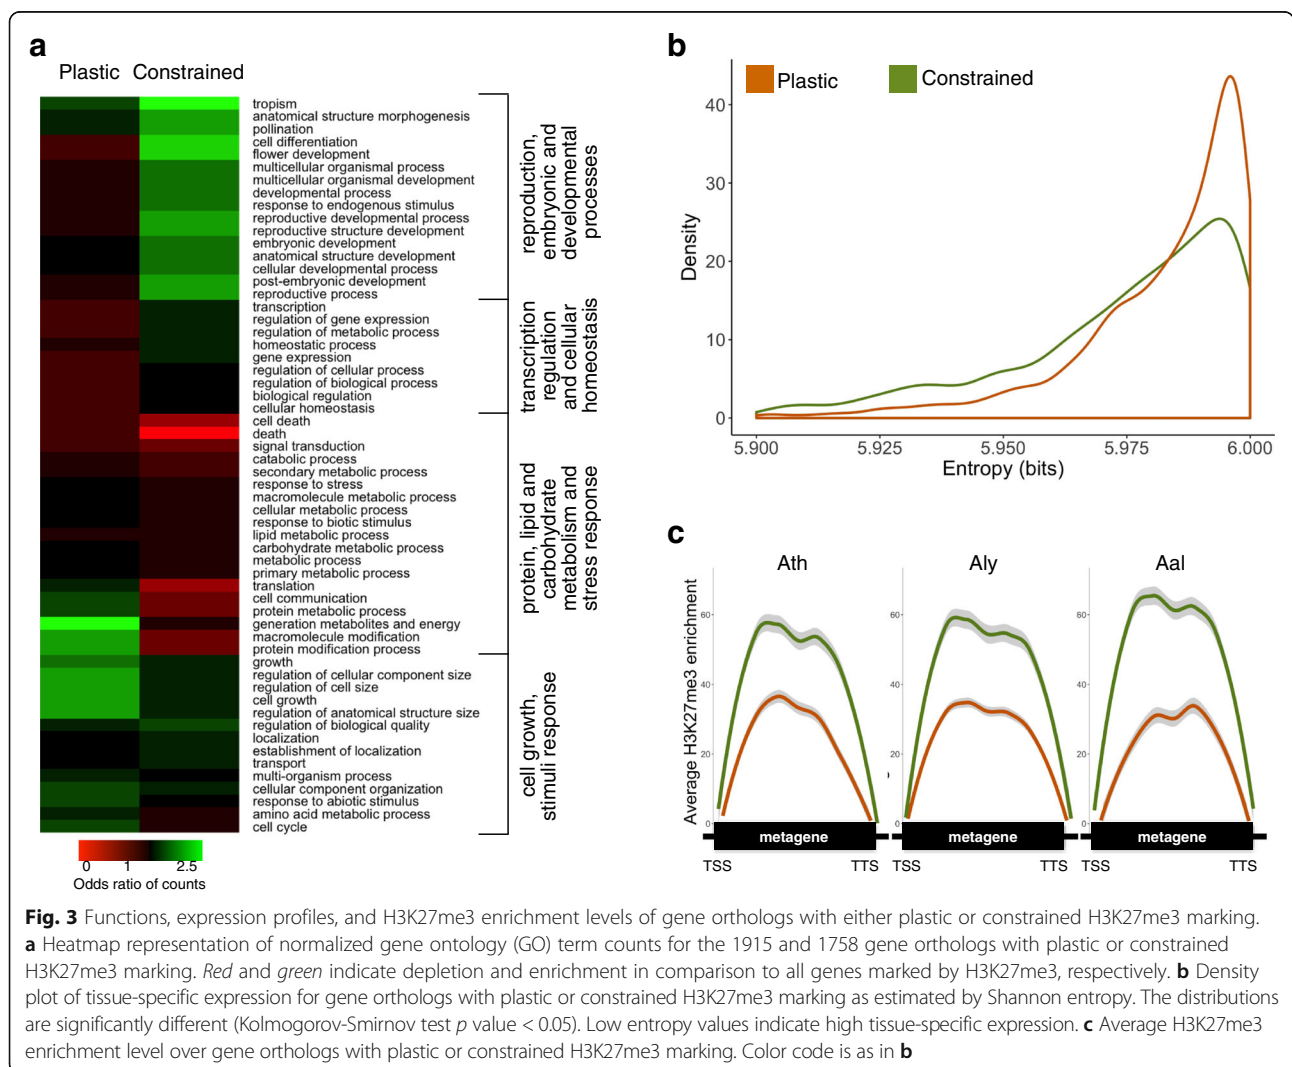 a
Plastic Constrained
tropism
anatomical structure morphogenesis
pollination
cell differentiation
flower development
multicellular organismal process
multicellular organismal development
developmental process
response to endogenous stimulus
reproductive developmental process
reproductive structure development
embryonic development
anatomical structure development
cellular developmental process
post-embryonic development
reproductive process
transcription
regulation of gene expression
regulation of metabolic process
homeostatic process
gene expression
regulation of cellular process
regulation of biological process
biological regulation
cellular homeostasis
cell death
death
signal transduction
catabolic process
secondary metabolic process
response to stress
macromolecule metabolic process
cellular metabolic process
response to biotic stimulus
lipid metabolic process
carbohydrate metabolic process
metabolic process
primary metabolic process
translation
cell communication
protein metabolic process
generation metabolites and energy
macromolecule modification
protein modification process
growth
regulation of cellular component size
regulation of cell size
cell growth
regulation of anatomical structure size
regulation of biological quality
localization
establishment of localization
transport
multi-organism process
cellular component organization
response to abiotic stimulus
amino acid metabolic process
cell cycle
reproduction,
embryonic and
developmental
processes
transcription
regulation
and cellular
homeostasis
protein, lipid and
carbohydrate
metabolism and
stress response
cell growth,
stimuli response
0 1 2.5
Odds ratio of counts
b
Plastic Constrained
Density
40
30
20
10
0
5.900 5.925 5.950 5.975 6.000
Entropy (bits)
c
Ath Aly Aal
Average H3K27me3 enrichment
60 60 60
40 40 40
20 20 20
0 0 0
metagene metagene metagene
TSS TTS TSS TTS TSS TTS
Fig. 3 Functions, expression profiles, and H3K27me3 enrichment levels of gene orthologs with either plastic or constrained H3K27me3 marking.
a Heatmap representation of normalized gene ontology (GO) term counts for the 1915 and 1758 gene orthologs with plastic or constrained
H3K27me3 marking. Red and green indicate depletion and enrichment in comparison to all genes marked by H3K27me3, respectively. b Density
plot of tissue-specific expression for gene orthologs with plastic or constrained H3K27me3 marking as estimated by Shannon entropy. The distributions
are significantly different (Kolmogorov-Smirnov test p value < 0.05). Low entropy values indicate high tissue-specific expression. c Average H3K27me3
enrichment level over gene orthologs with plastic or constrained H3K27me3 marking. Color code is as in b